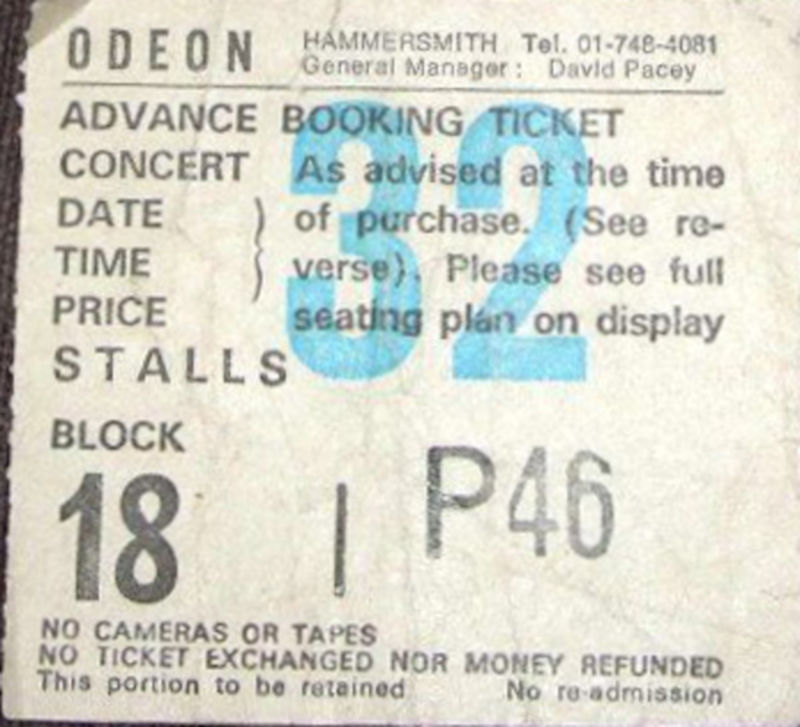 ODEON HAMMERSMITH Tel. 01-748-4081
General Manager: David Pacey
ADVANCE BOOKING TICKET
CONCERT As advised at the time
DATE } of purchase. (See re-
TIME } verse). Please see full
PRICE seating plan on display
STALLS
32
BLOCK
18 | P46
NO CAMERAS OR TAPES
NO TICKET EXCHANGED NOR MONEY REFUNDED
This portion to be retained No re-admission